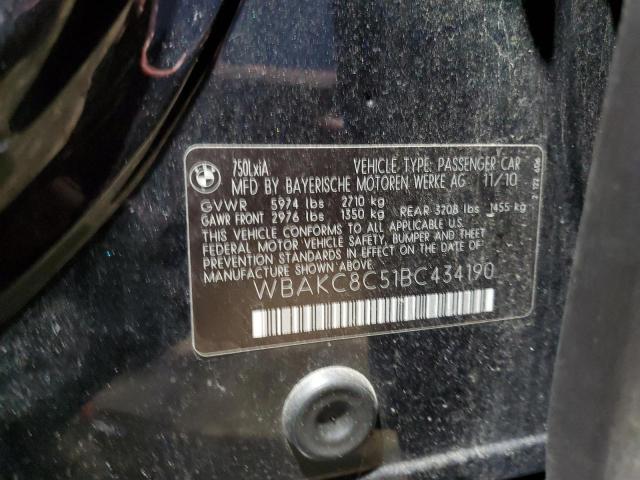 750LxiA VEHICLE TYPE: PASSENGER CAR
MFD BY BAYERISCHE MOTOREN WERKE AG 11/10
GVWR 5974 lbs 2710 kg
GAWR FRONT 2976 lbs 1350 kg REAR 3208 lbs 1455 kg
THIS VEHICLE CONFORMS TO ALL APPLICABLE U.S.
FEDERAL MOTOR VEHICLE SAFETY, BUMPER AND THEFT
PREVENTION STANDARDS IN EFFECT ON THE DATE OF
MANUFACTURE SHOWN ABOVE.
WBAKC8C51BC434190